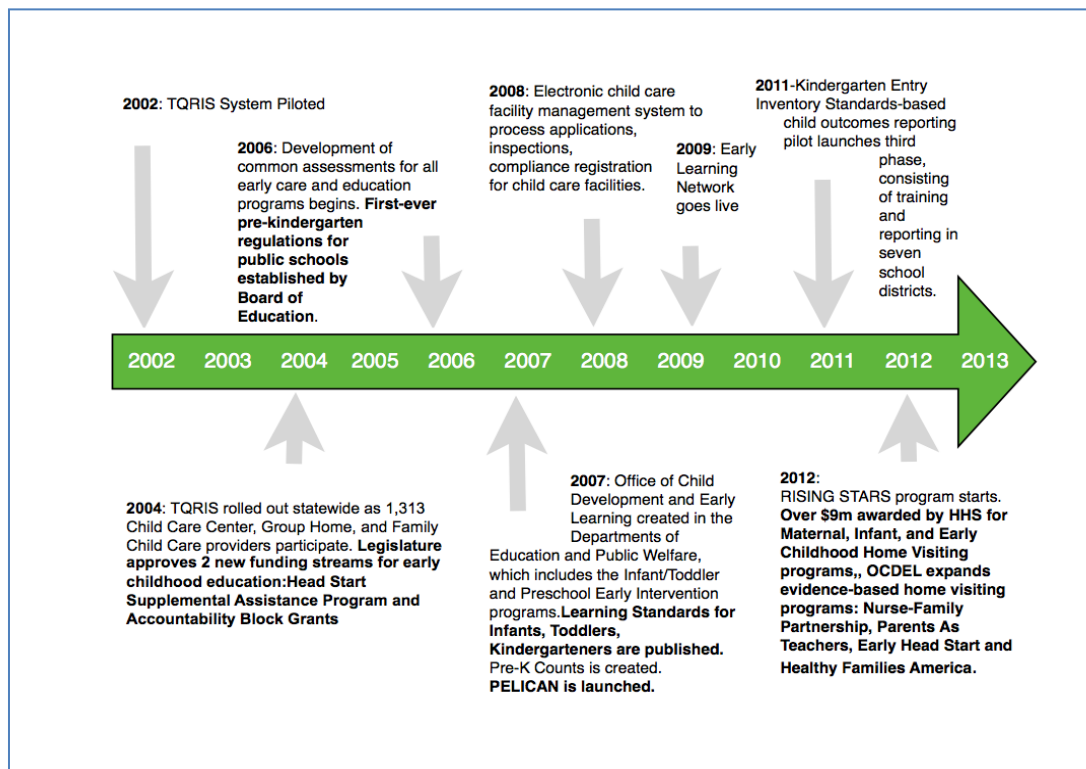 2002: TQRIS System Piloted
2006: Development of
common assessments for all
early care and education
programs begins. First-ever
pre-kindergarten
regulations for
public schools
established by
Board of
Education.
2008: Electronic child care
facility management system to
process applications,
inspections,
compliance registration
for child care facilities.
2009: Early
Learning
Network
goes live
2011-Kindergarten Entry
Inventory Standards-based
child outcomes reporting
pilot launches third
phase,
consisting
of training
and
reporting in
seven
school
districts.
2002 2003 2004 2005 2006 2007 2008 2009 2010 2011 2012 2013
2004: TQRIS rolled out statewide as 1,313
Child Care Center, Group Home, and Family
Child Care providers participate. Legislature
approves 2 new funding streams for early
childhood education:Head Start
Supplemental Assistance Program and
Accountability Block Grants
2007: Office of Child
Development and Early
Learning created in the
Departments of
Education and Public Welfare,
which includes the Infant/Toddler
and Preschool Early Intervention
programs.Learning Standards for
Infants, Toddlers,
Kindergarteners are published.
Pre-K Counts is created.
PELICAN is launched.
2012:
RISING STARS program starts.
Over $9m awarded by HHS for
Maternal, Infant, and Early
Childhood Home Visiting
programs,, OCDEL expands
evidence-based home visiting
programs: Nurse-Family
Partnership, Parents As
Teachers, Early Head Start and
Healthy Families America.